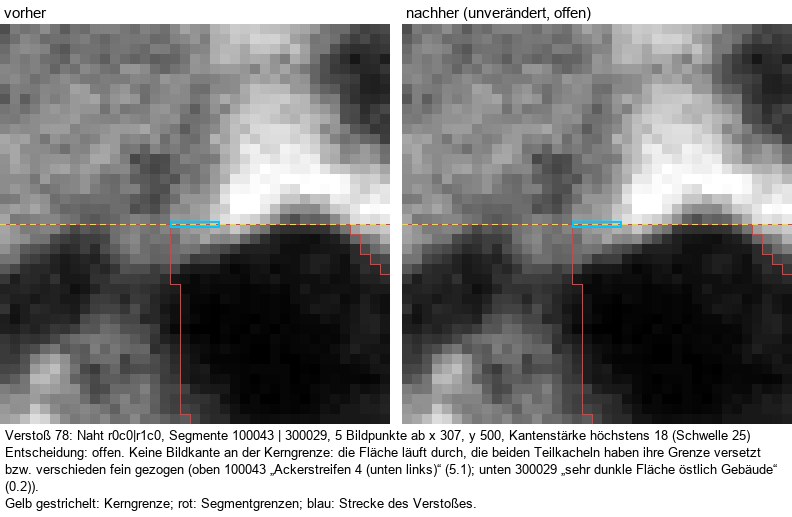 vorher
nachher (unverändert, offen)
Verstoß 78: Naht r0c0|r1c0, Segmente 100043 | 300029, 5 Bildpunkte ab x 307, y 500, Kantenstärke höchstens 18 (Schwelle 25)
Entscheidung: offen. Keine Bildkante an der Kerngrenze: die Fläche läuft durch, die beiden Teilkacheln haben ihre Grenze versetzt
bzw. verschieden fein gezogen (oben 100043 „Ackerstreifen 4 (unten links)“ (5.1); unten 300029 „sehr dunkle Fläche östlich Gebäude“
(0.2)).
Gelb gestrichelt: Kerngrenze; rot: Segmentgrenzen; blau: Strecke des Verstoßes.